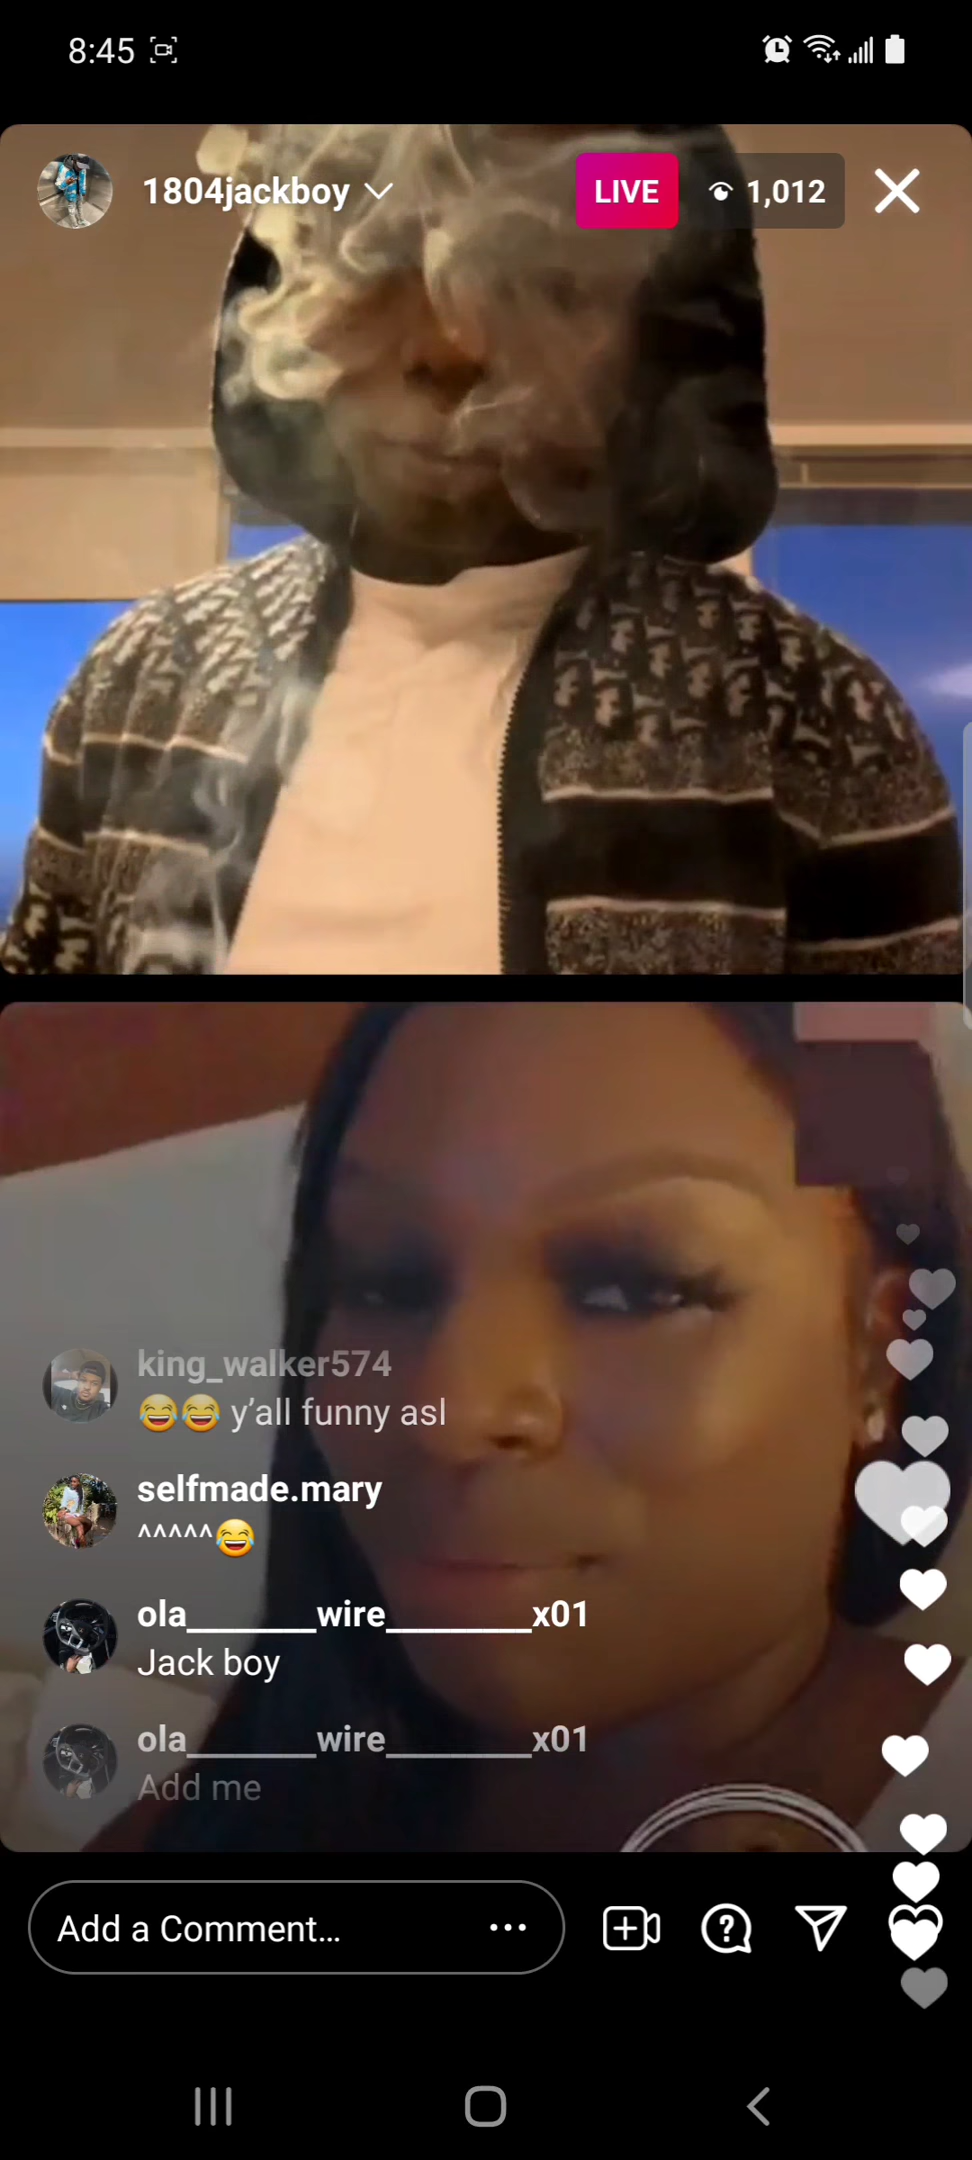 8:45
1804jackboy
LIVE
1,012
king_walker574
😂😂 y’all funny asl
selfmade.mary
^^^^^😂
ola_______wire________x01
Jack boy
ola_______wire________x01
Add me
Add a Comment...